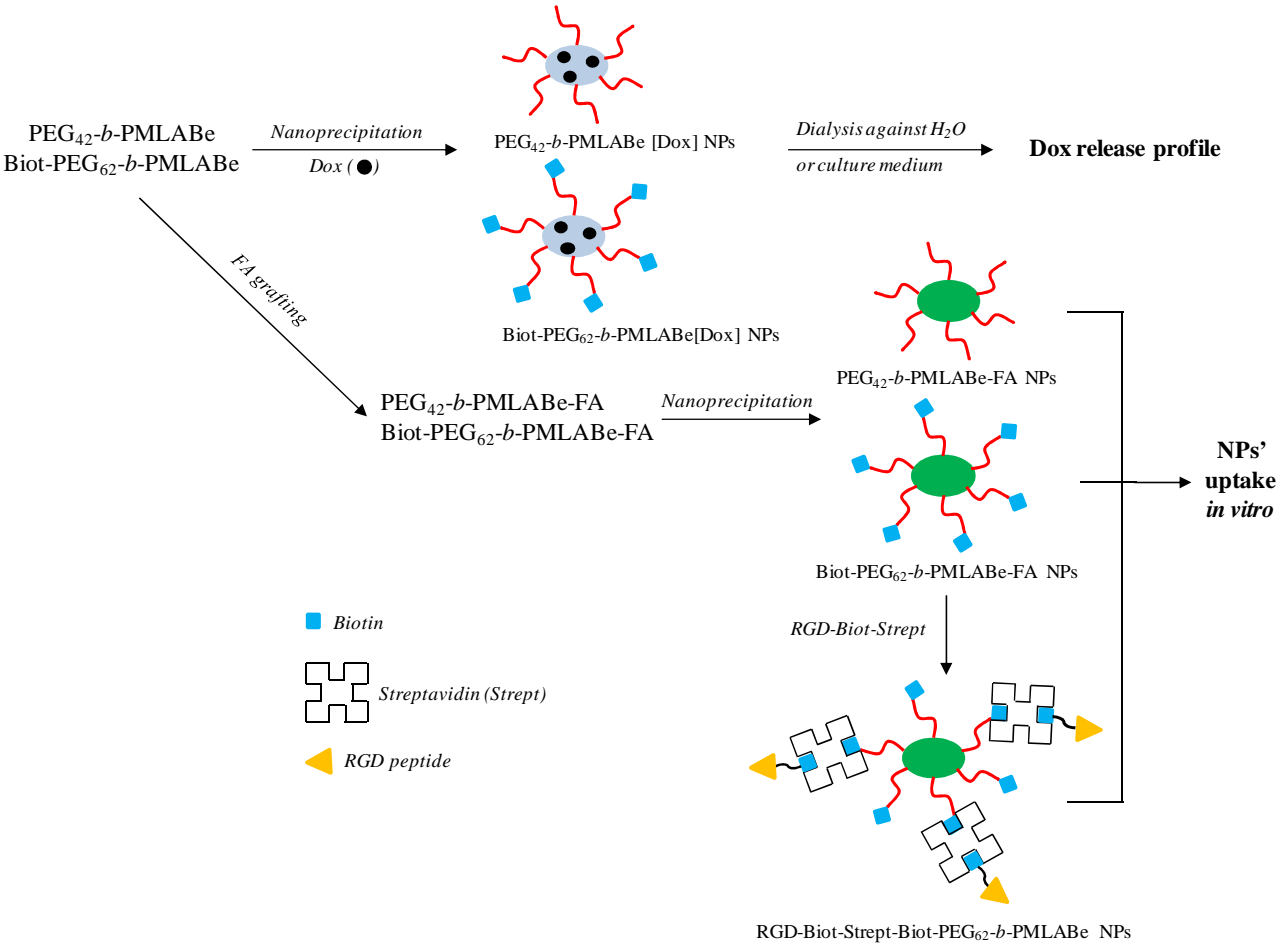 PEG42-b-PMLABe
Biot-PEG62-b-PMLABe
Nanoprecipitation
Dox ( )
PEG42-b-PMLABe [Dox] NPs
Dialysis against H2O
or culture medium
Dox release profile
Biot-PEG62-b-PMLABe[Dox] NPs
FA grafting
PEG42-b-PMLABe-FA
Biot-PEG62-b-PMLABe-FA
Nanoprecipitation
PEG42-b-PMLABe-FA NPs
Biot-PEG62-b-PMLABe-FA NPs
NPs'
uptake
in vitro
RGD-Biot-Strept
Biotin
Streptavidin (Strept)
RGD peptide
RGD-Biot-Strept-Biot-PEG62-b-PMLABe NPs